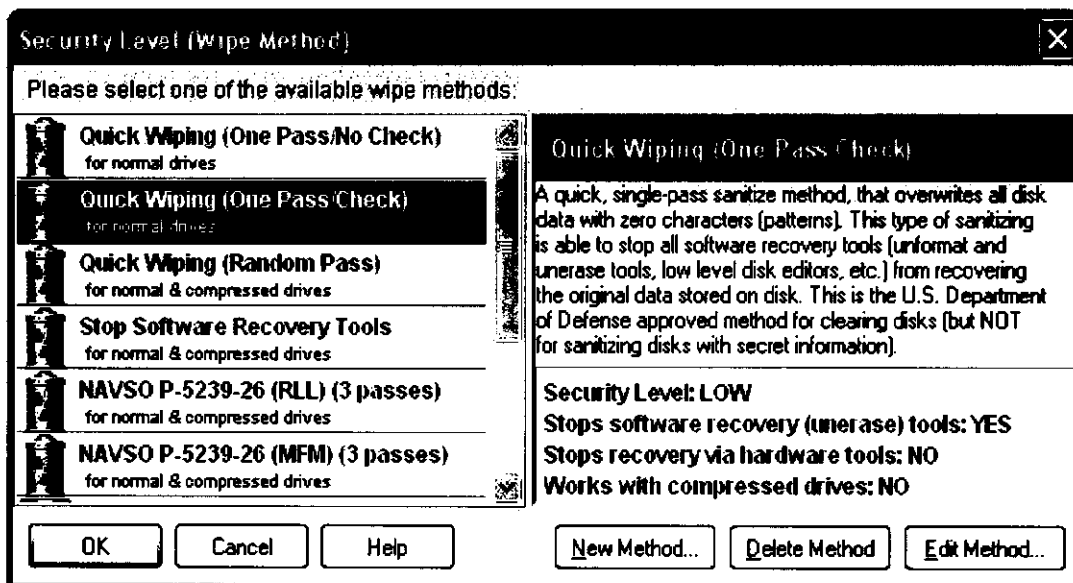 Security Level (Wipe Method)
Please select one of the available wipe methods:
Quick Wiping (One Pass/No Check)
for normal drives
Quick Wiping (One Pass/Check)
for normal drives
Quick Wiping (Random Pass)
for normal & compressed drives
Stop Software Recovery Tools
for normal & compressed drives
NAVSO P-5239-26 (RLL) (3 passes)
for normal & compressed drives
NAVSO P-5239-26 (MFM) (3 passes)
for normal & compressed drives
Quick Wiping (One Pass/Check)
A quick, single-pass sanitize method, that overwrites all disk
data with zero characters (patterns). This type of sanitizing
is able to stop all software recovery tools (unformat and
unerase tools, low level disk editors, etc.) from recovering
the original data stored on disk. This is the U.S. Department
of Defense approved method for clearing disks (but NOT
for sanitizing disks with secret information).
Security Level: LOW
Stops software recovery (unerase) tools: YES
Stops recovery via hardware tools: NO
Works with compressed drives: NO
OK
Cancel
Help
New Method...
Delete Method
Edit Method...